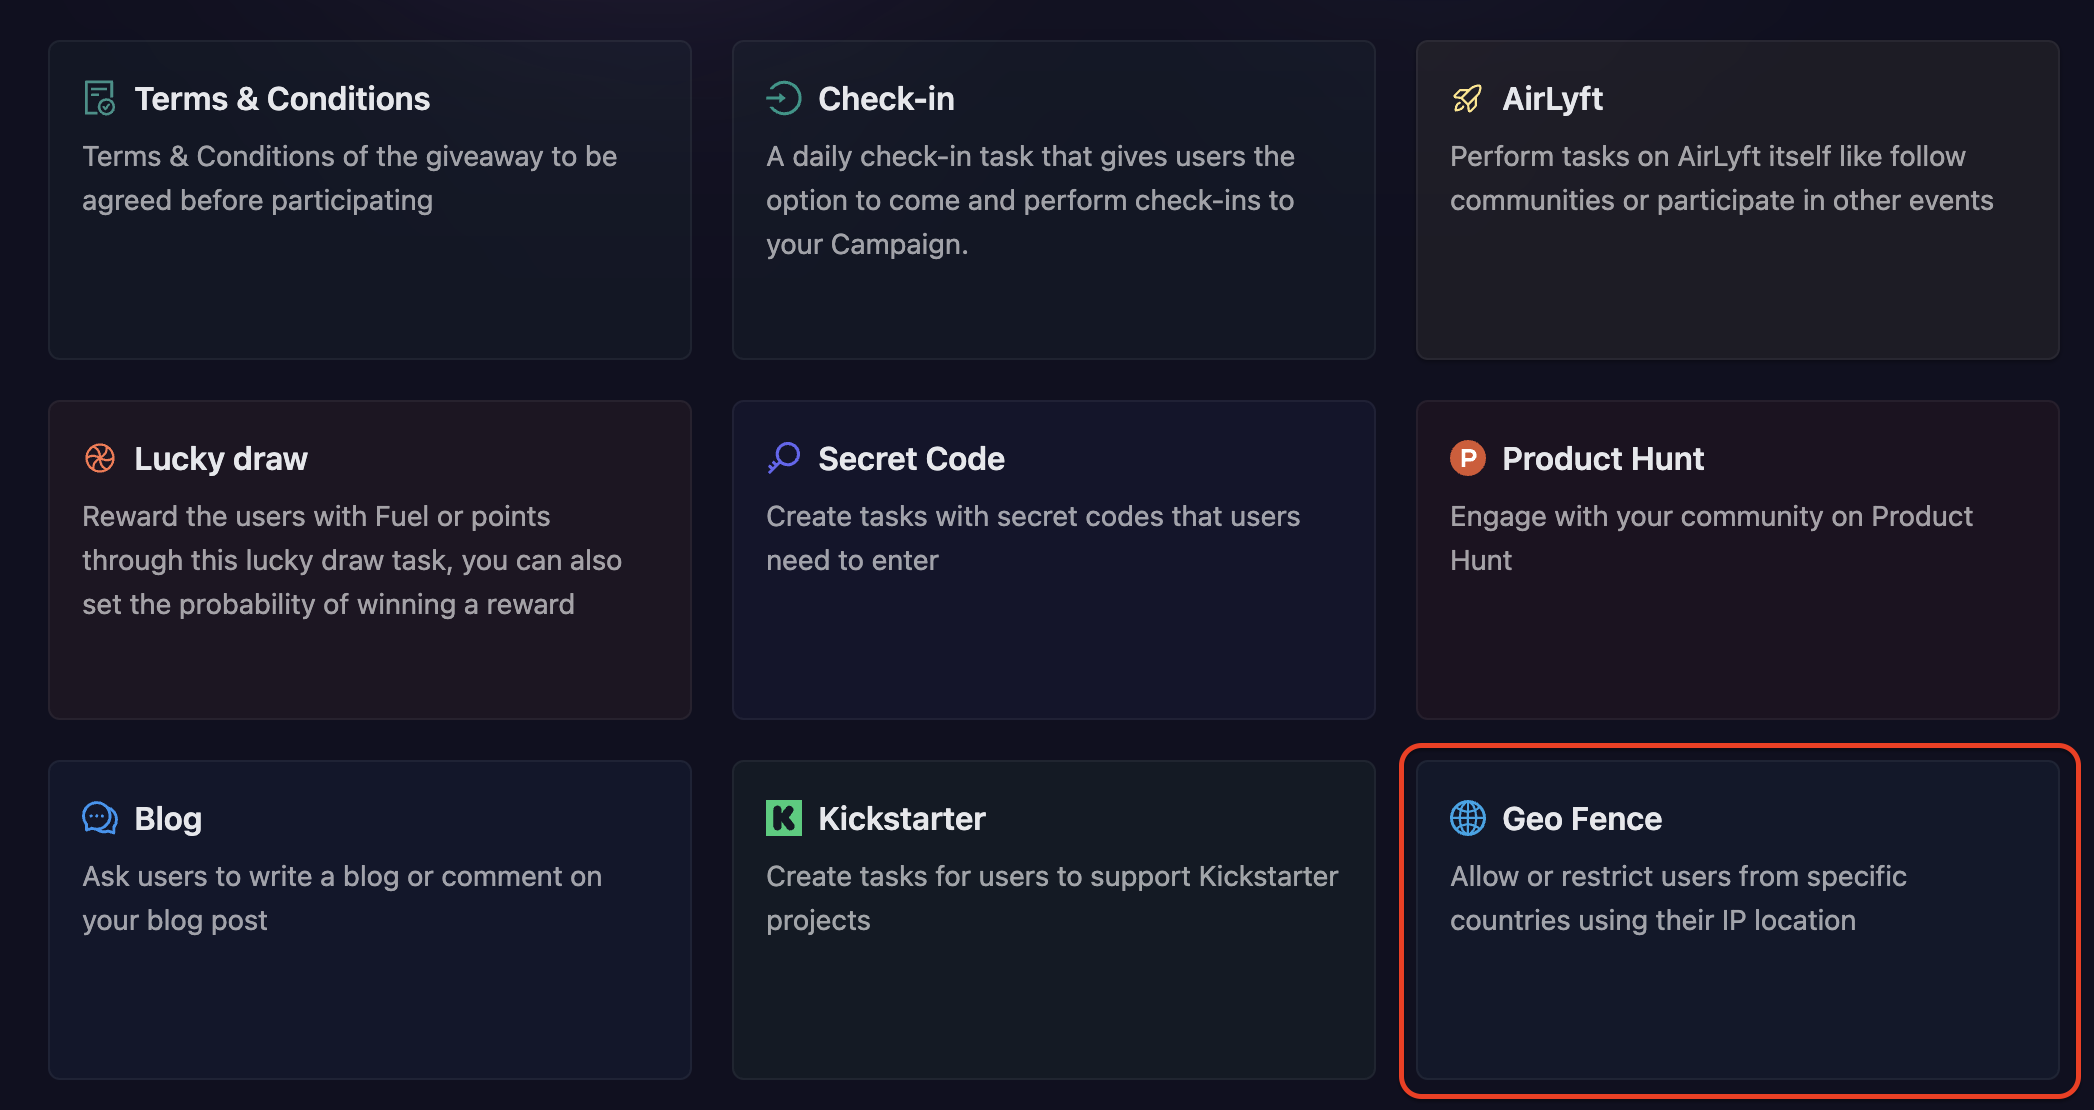 Terms & Conditions
Terms & Conditions of the giveaway to be
agreed before participating
Check-in
A daily check-in task that gives users the
option to come and perform check-ins to
your Campaign.
AirLyft
Perform tasks on AirLyft itself like follow
communities or participate in other events
Lucky draw
Reward the users with Fuel or points
through this lucky draw task, you can also
set the probability of winning a reward
Secret Code
Create tasks with secret codes that users
need to enter
P
Product Hunt
Engage with your community on Product
Hunt
Blog
Ask users to write a blog or comment on
your blog post
K
Kickstarter
Create tasks for users to support Kickstarter
projects
Geo Fence
Allow or restrict users from specific
countries using their IP location